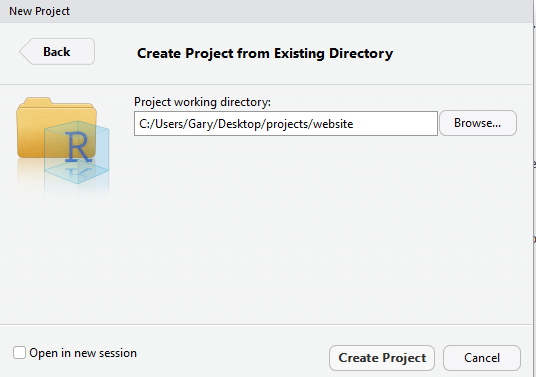 New Project
Back
Create Project from Existing Directory
Project working directory:
C:/Users/Gary/Desktop/projects/website
Browse...
R
Open in new session
Create Project
Cancel